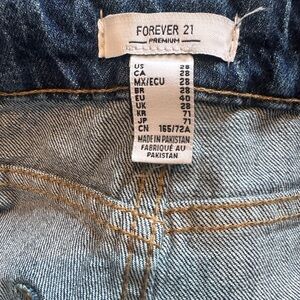 FOREVER 21
PREMIUM
US 28
CA 28
MX/ECU 28
BR 28
EU 40
UK 28
KR 71
JP 71
CN 165/72A
MADE IN PAKISTAN
FABRIQUÉ AU
PAKISTAN